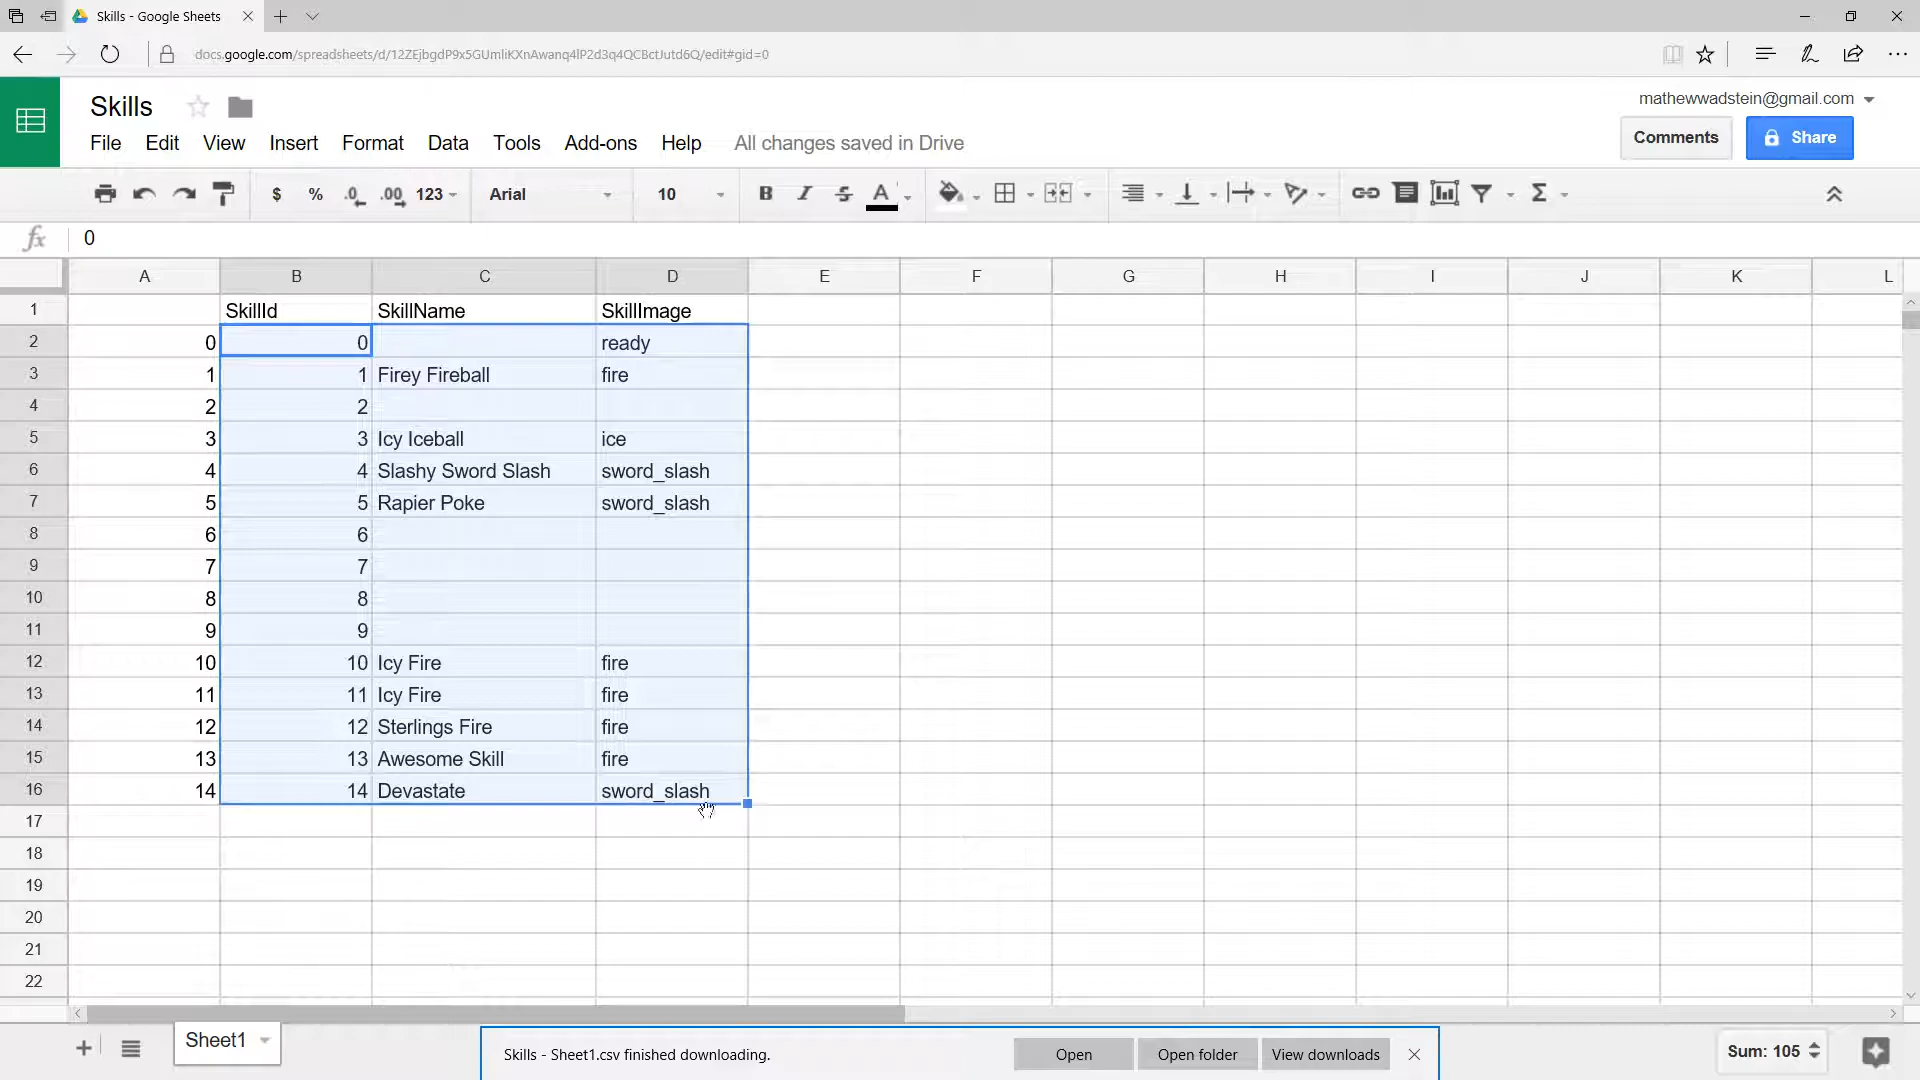 Skills - Google Sheets
docs.google.com/spreadsheets/d/12ZEjbgdP9x5GUmliKXnAwanq4lP2d3q4QCBctJutd6Q/edit#gid=0
Skills
mathewwadstein@gmail.com
File Edit View Insert Format Data Tools Add-ons Help All changes saved in Drive
Comments Share
$ % .0 .00 123 Arial 10 B I S A Σ
fx 0
A B C D E F G H I J K L
1 SkillId SkillName SkillImage
2 0 0 ready
3 1 1 Firey Fireball fire
4 2 2
5 3 3 Icy Iceball ice
6 4 4 Slashy Sword Slash sword_slash
7 5 5 Rapier Poke sword_slash
8 6 6
9 7 7
10 8 8
11 9 9
12 10 10 Icy Fire fire
13 11 11 Icy Fire fire
14 12 12 Sterlings Fire fire
15 13 13 Awesome Skill fire
16 14 14 Devastate sword_slash
17
18
19
20
21
22
Sheet1
Skills - Sheet1.csv finished downloading. Open Open folder View downloads
Sum: 105